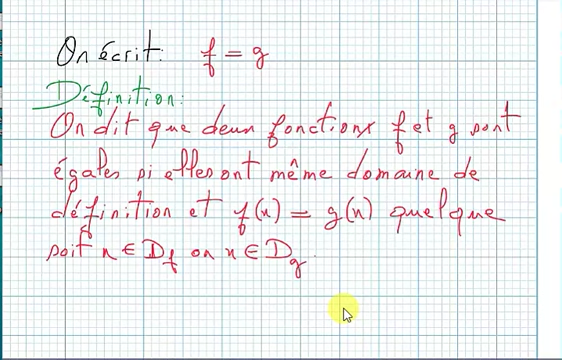 On écrit: f = g
Définition:
On dit que deux fonctions f et g sont
égales si elles ont même domaine de
définition et f(x) = g(x) quelque
soit x ∈ Df ou x ∈ Dg.